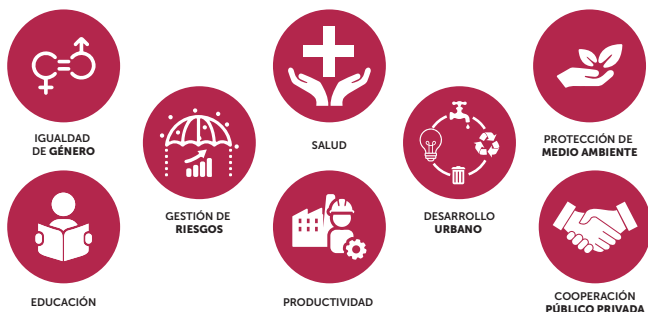 IGUALDAD
DE GÉNERO
GESTIÓN DE
RIESGOS
SALUD
DESARROLLO
URBANO
PROTECCIÓN DE
MEDIO AMBIENTE
EDUCACIÓN
PRODUCTIVIDAD
COOPERACIÓN
PÚBLICO PRIVADA